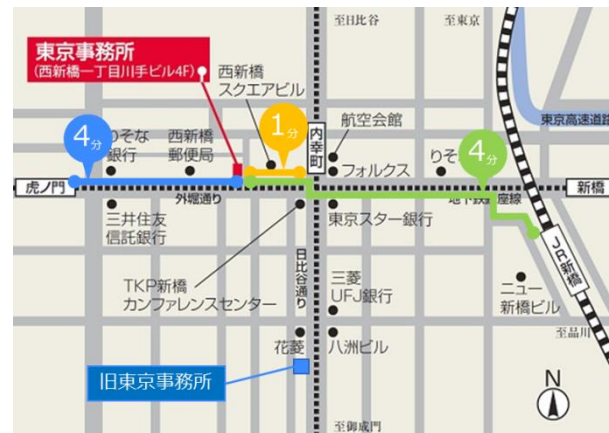 至日比谷
至東京
東京事務所
(西新橋一丁目川手ビル4F)
西新橋
スクエアビル
内幸町
航空会館
東京高速道路
4分
りそな
銀行
西新橋
郵便局
1分
フォルクス
りそ
4分
虎ノ門
外堀通り
地下鉄
座線
新橋
三井住友
信託銀行
東京スター銀行
JR新橋
TKP新橋
カンファレンスセンター
日比谷通り
三菱
UFJ銀行
ニュー
新橋ビル
至品川
花菱
八洲ビル
旧東京事務所
N
至御成門